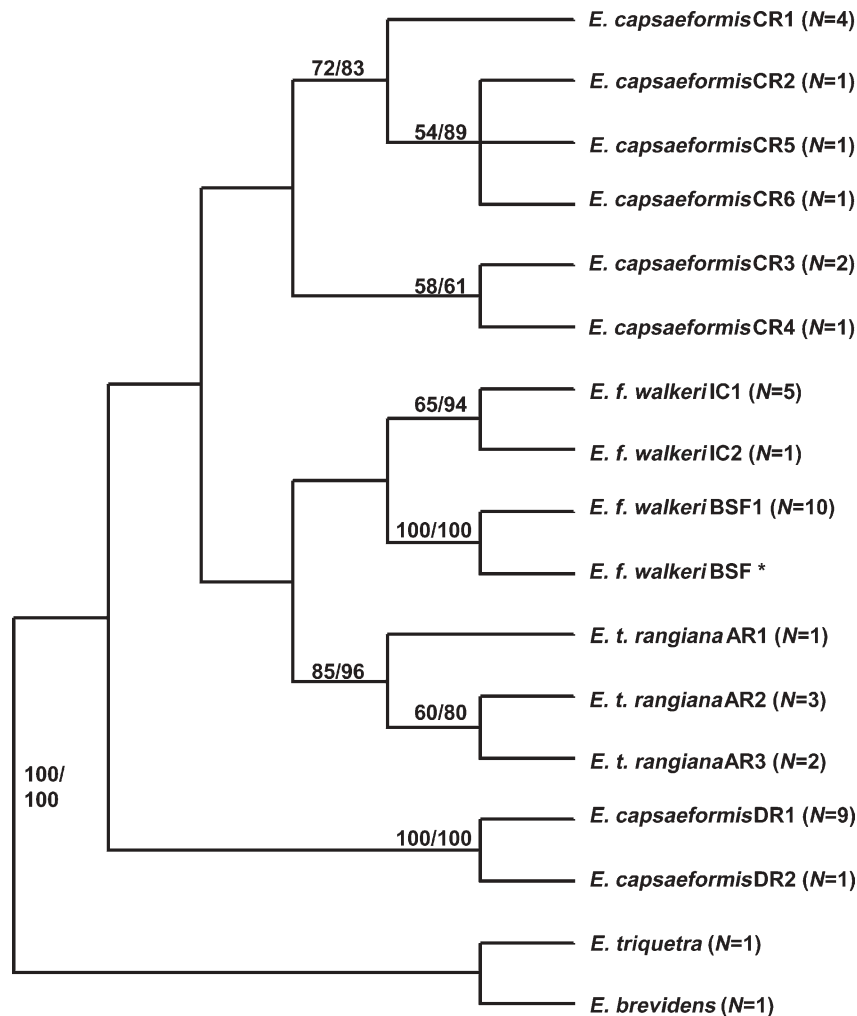 E. capsaeformis CR1 (N=4)
72/83
E. capsaeformis CR2 (N=1)
54/89
E. capsaeformis CR5 (N=1)
E. capsaeformis CR6 (N=1)
E. capsaeformis CR3 (N=2)
58/61
E. capsaeformis CR4 (N=1)
E. f. walkeri IC1 (N=5)
65/94
E. f. walkeri IC2 (N=1)
E. f. walkeri BSF1 (N=10)
100/100
E. f. walkeri BSF *
E. t. rangiana AR1 (N=1)
85/96
E. t. rangiana AR2 (N=3)
60/80
E. t. rangiana AR3 (N=2)
100/
100
E. capsaeformis DR1 (N=9)
100/100
E. capsaeformis DR2 (N=1)
E. triquetra (N=1)
E. brevidens (N=1)